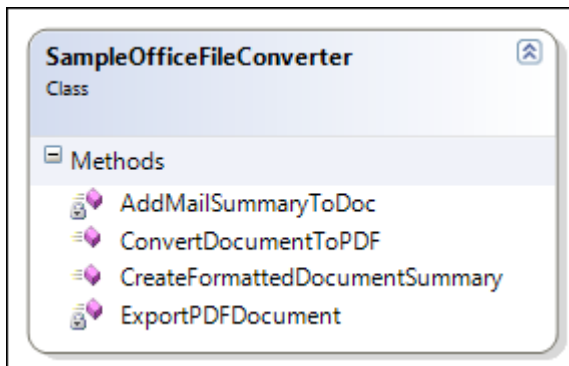 SampleOfficeFileConverter
Class
Methods
AddMailSummaryToDoc
ConvertDocumentToPDF
CreateFormattedDocumentSummary
ExportPDFDocument